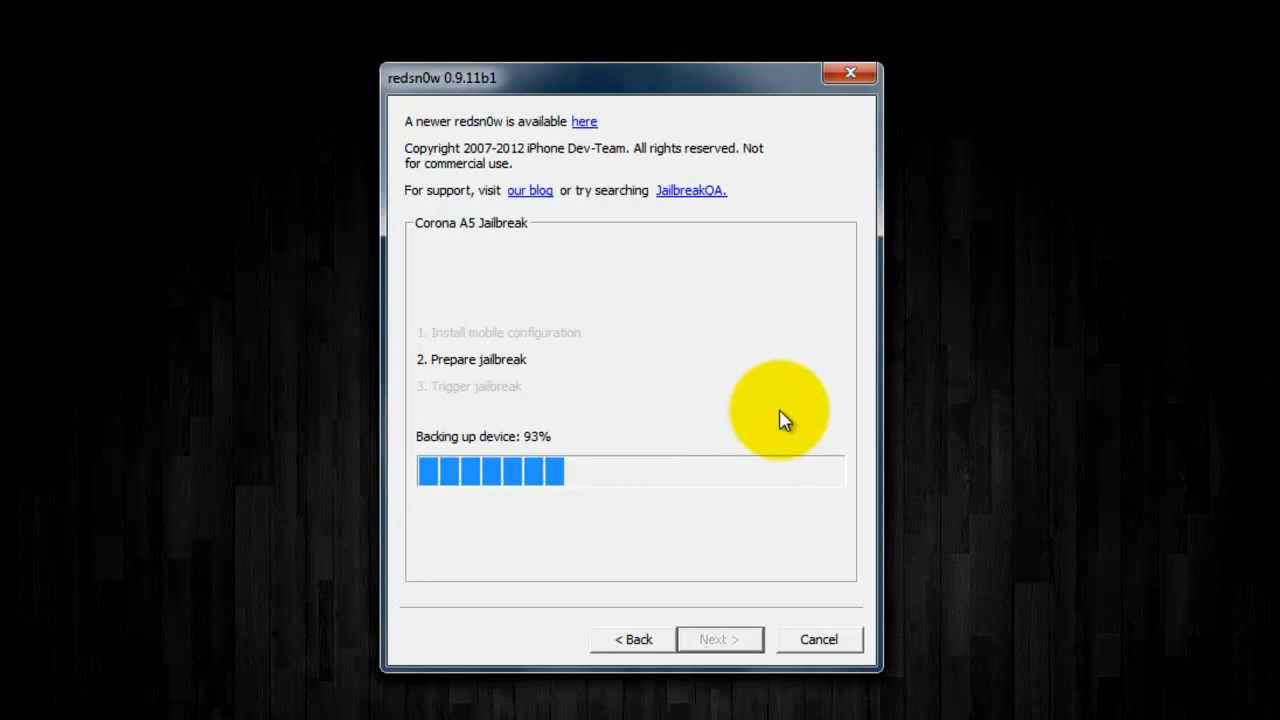 redsn0w 0.9.11b1
A newer redsn0w is available here
Copyright 2007-2012 iPhone Dev-Team. All rights reserved. Not
for commercial use.
For support, visit our blog or try searching JailbreakQA.
Corona A5 Jailbreak
1. Install mobile configuration
2. Prepare jailbreak
3. Trigger jailbreak
Backing up device: 93%
< Back Next > Cancel